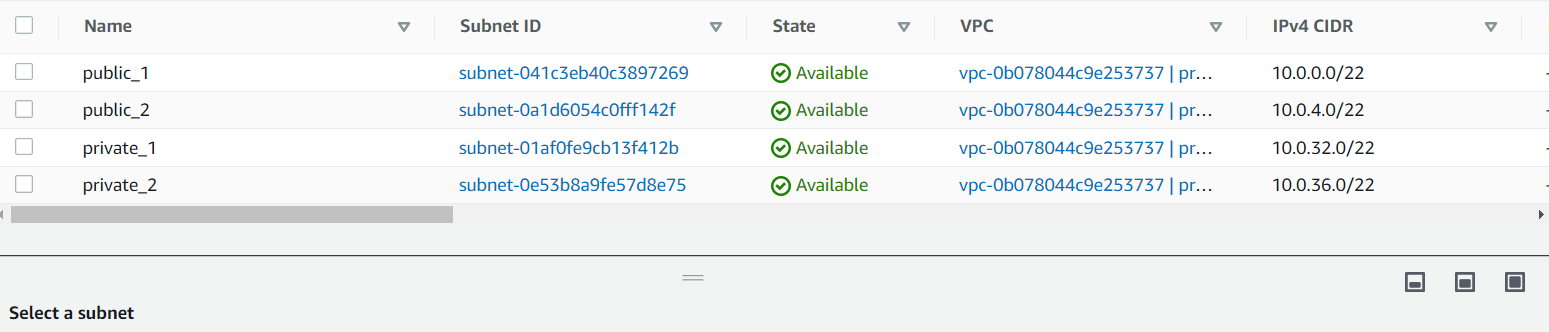 Name Subnet ID State VPC IPv4 CIDR
public_1 subnet-041c3eb40c3897269 Available vpc-0b078044c9e253737 | pr… 10.0.0.0/22
public_2 subnet-0a1d6054c0fff142f Available vpc-0b078044c9e253737 | pr… 10.0.4.0/22
private_1 subnet-01af0fe9cb13f412b Available vpc-0b078044c9e253737 | pr… 10.0.32.0/22
private_2 subnet-0e53b8a9fe57d8e75 Available vpc-0b078044c9e253737 | pr… 10.0.36.0/22
Select a subnet